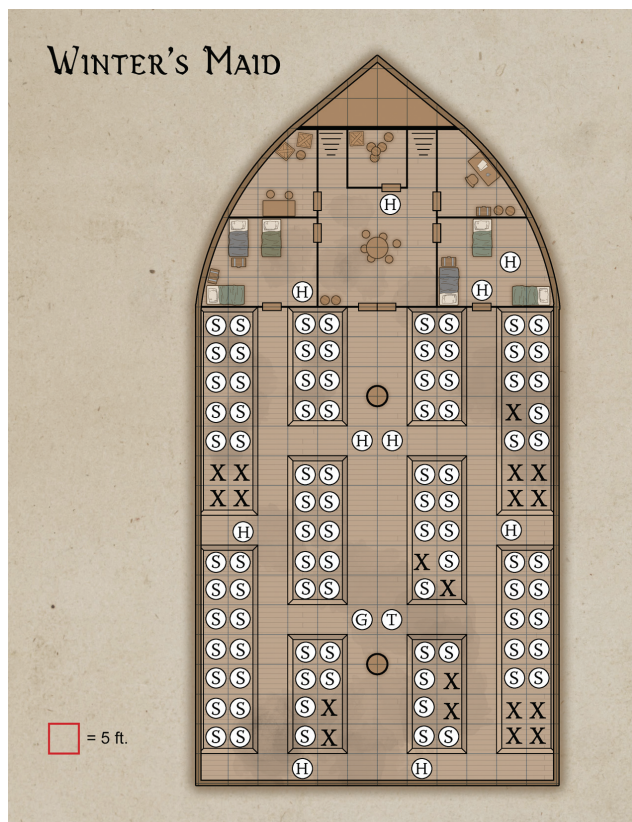 Winter's Maid
H
H
H H
S S S S S S S S
S S S S S S S S
S S S S S S S S
S S S S S S X S
S S H H S S
X X S S S S X X
X X S S S S X X
H S S S S H
S S S S X S S S
S S S S S X S S
S S G T S S
S S S S S S S S
S S S S S X S S
S S S X S X X X
S S S X S S X X
= 5 ft.
H H